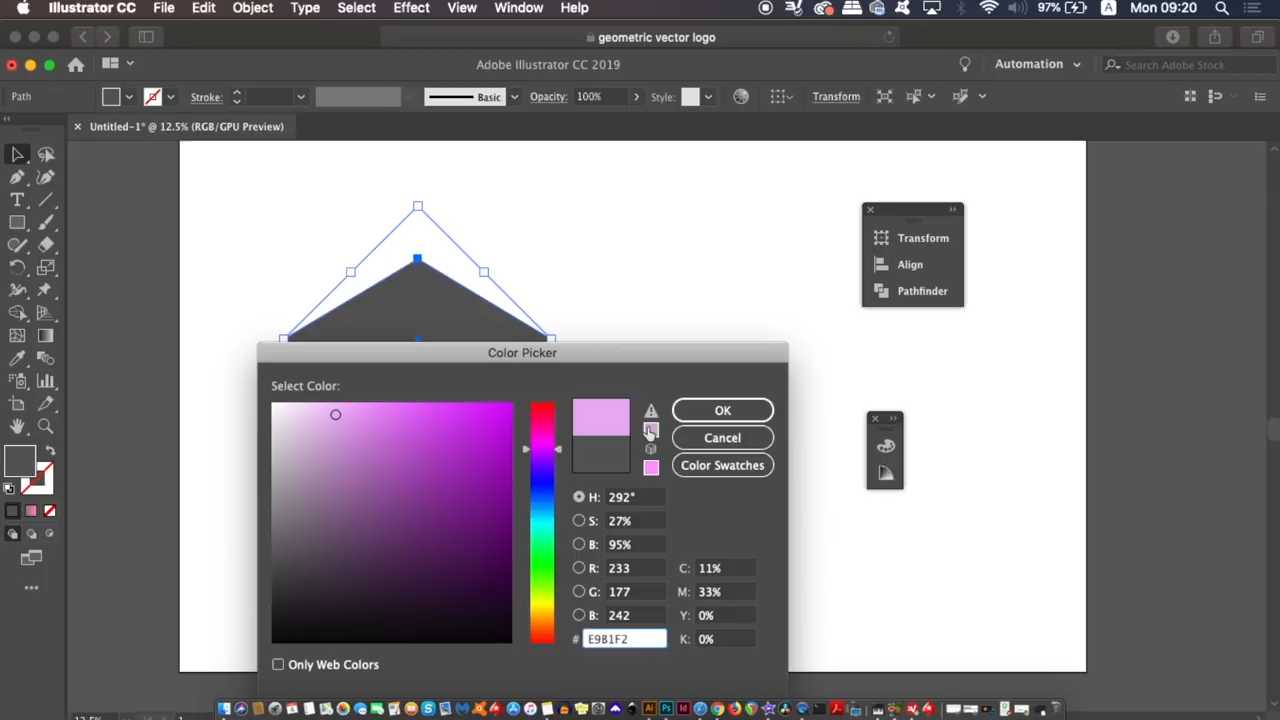 Illustrator CC File Edit Object Type Select Effect View Window Help 97% A Mon 09:20
geometric vector logo
Adobe Illustrator CC 2019 Automation Search Adobe Stock
Path Stroke: Basic Opacity: 100% Style: Transform
× Untitled-1* @ 12.5% (RGB/GPU Preview)
Transform
Align
Pathfinder
Color Picker
Select Color:
OK
Cancel
Color Swatches
H: 292°
S: 27%
B: 95%
R: 233 C: 11%
G: 177 M: 33%
B: 242 Y: 0%
# E9B1F2 K: 0%
Only Web Colors